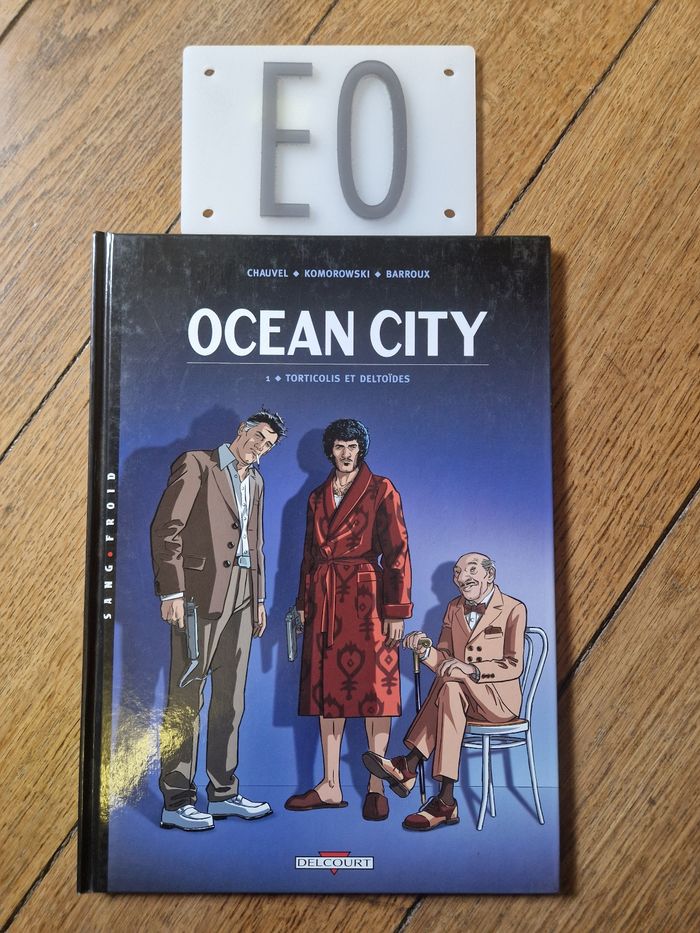 EO
CHAUVEL ◆ KOMOROWSKI ◆ BARROUX
OCEAN CITY
1 ◆ TORTICOLIS ET DELTOÏDES
SANG • FROID
DELCOURT